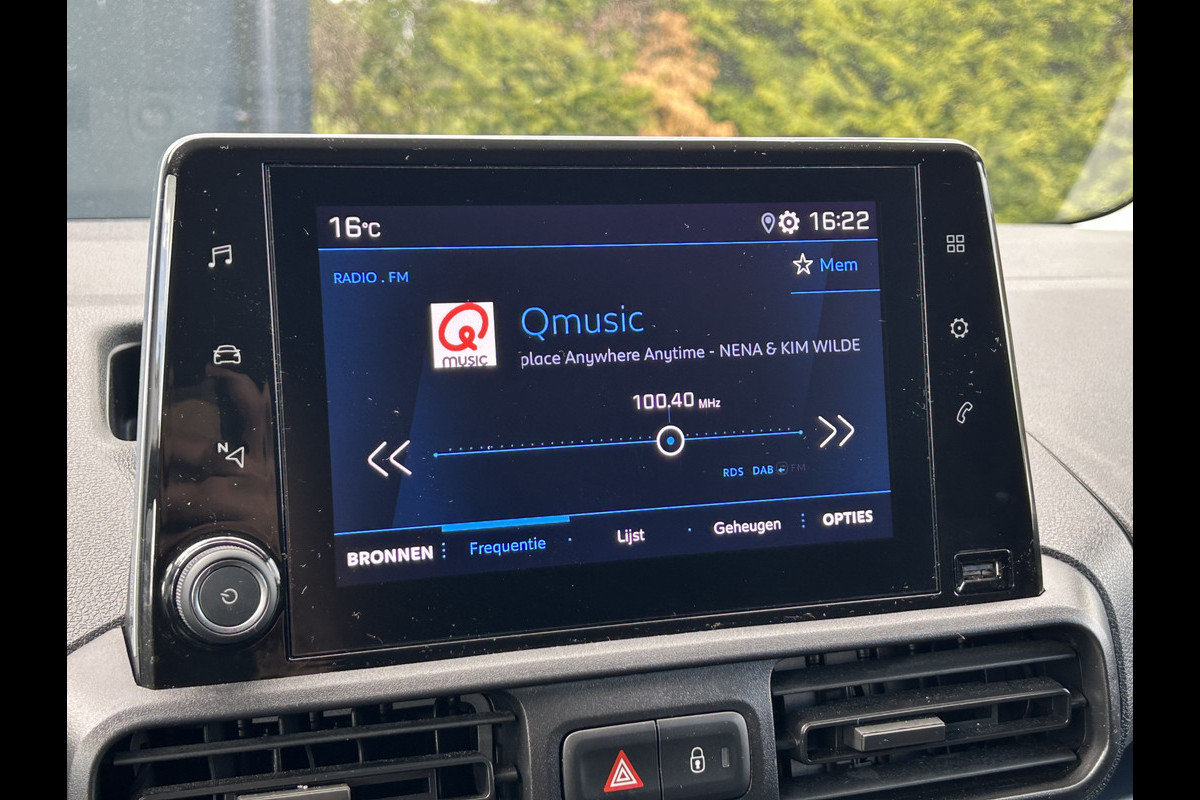 16°C
16:22
RADIO . FM
Mem
Q
MUSIC
Qmusic
place Anywhere Anytime - NENA & KIM WILDE
100.40 MHz
RDS DAB FM
BRONNEN
Frequentie
Lijst
Geheugen
OPTIES
N